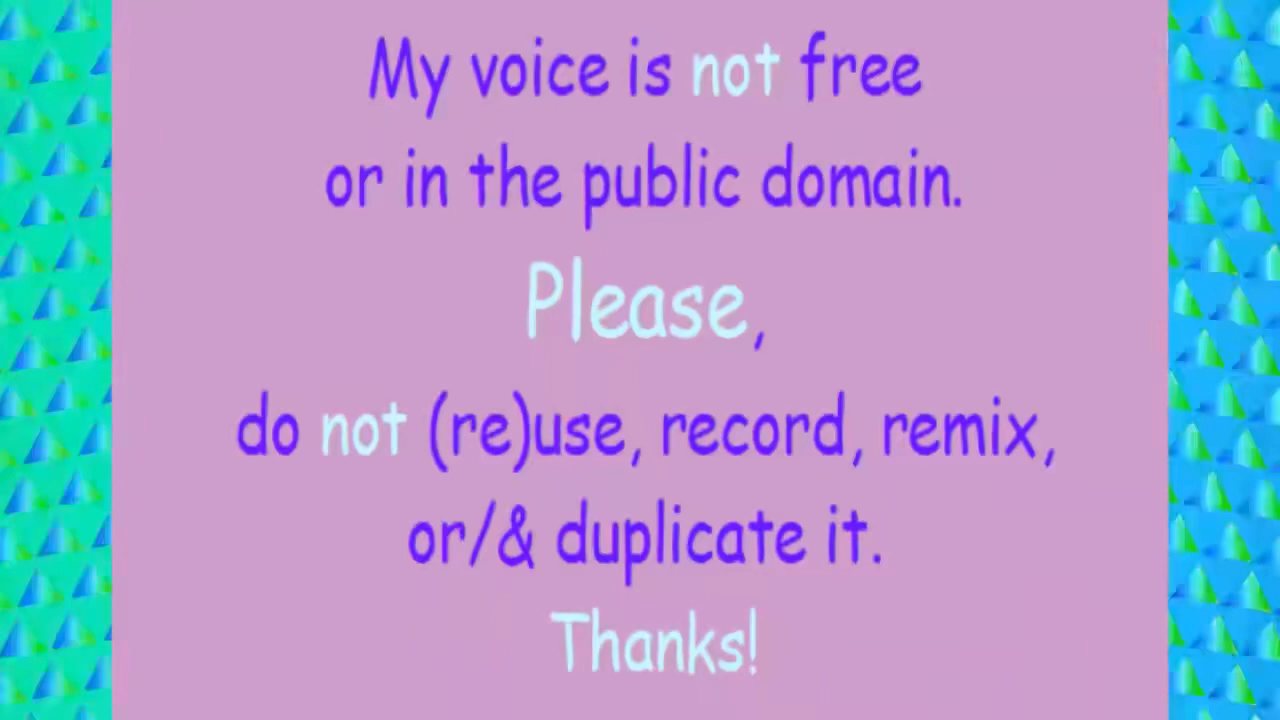 My voice is not free
or in the public domain.
Please,
do not (re)use, record, remix,
or/& duplicate it.
Thanks!